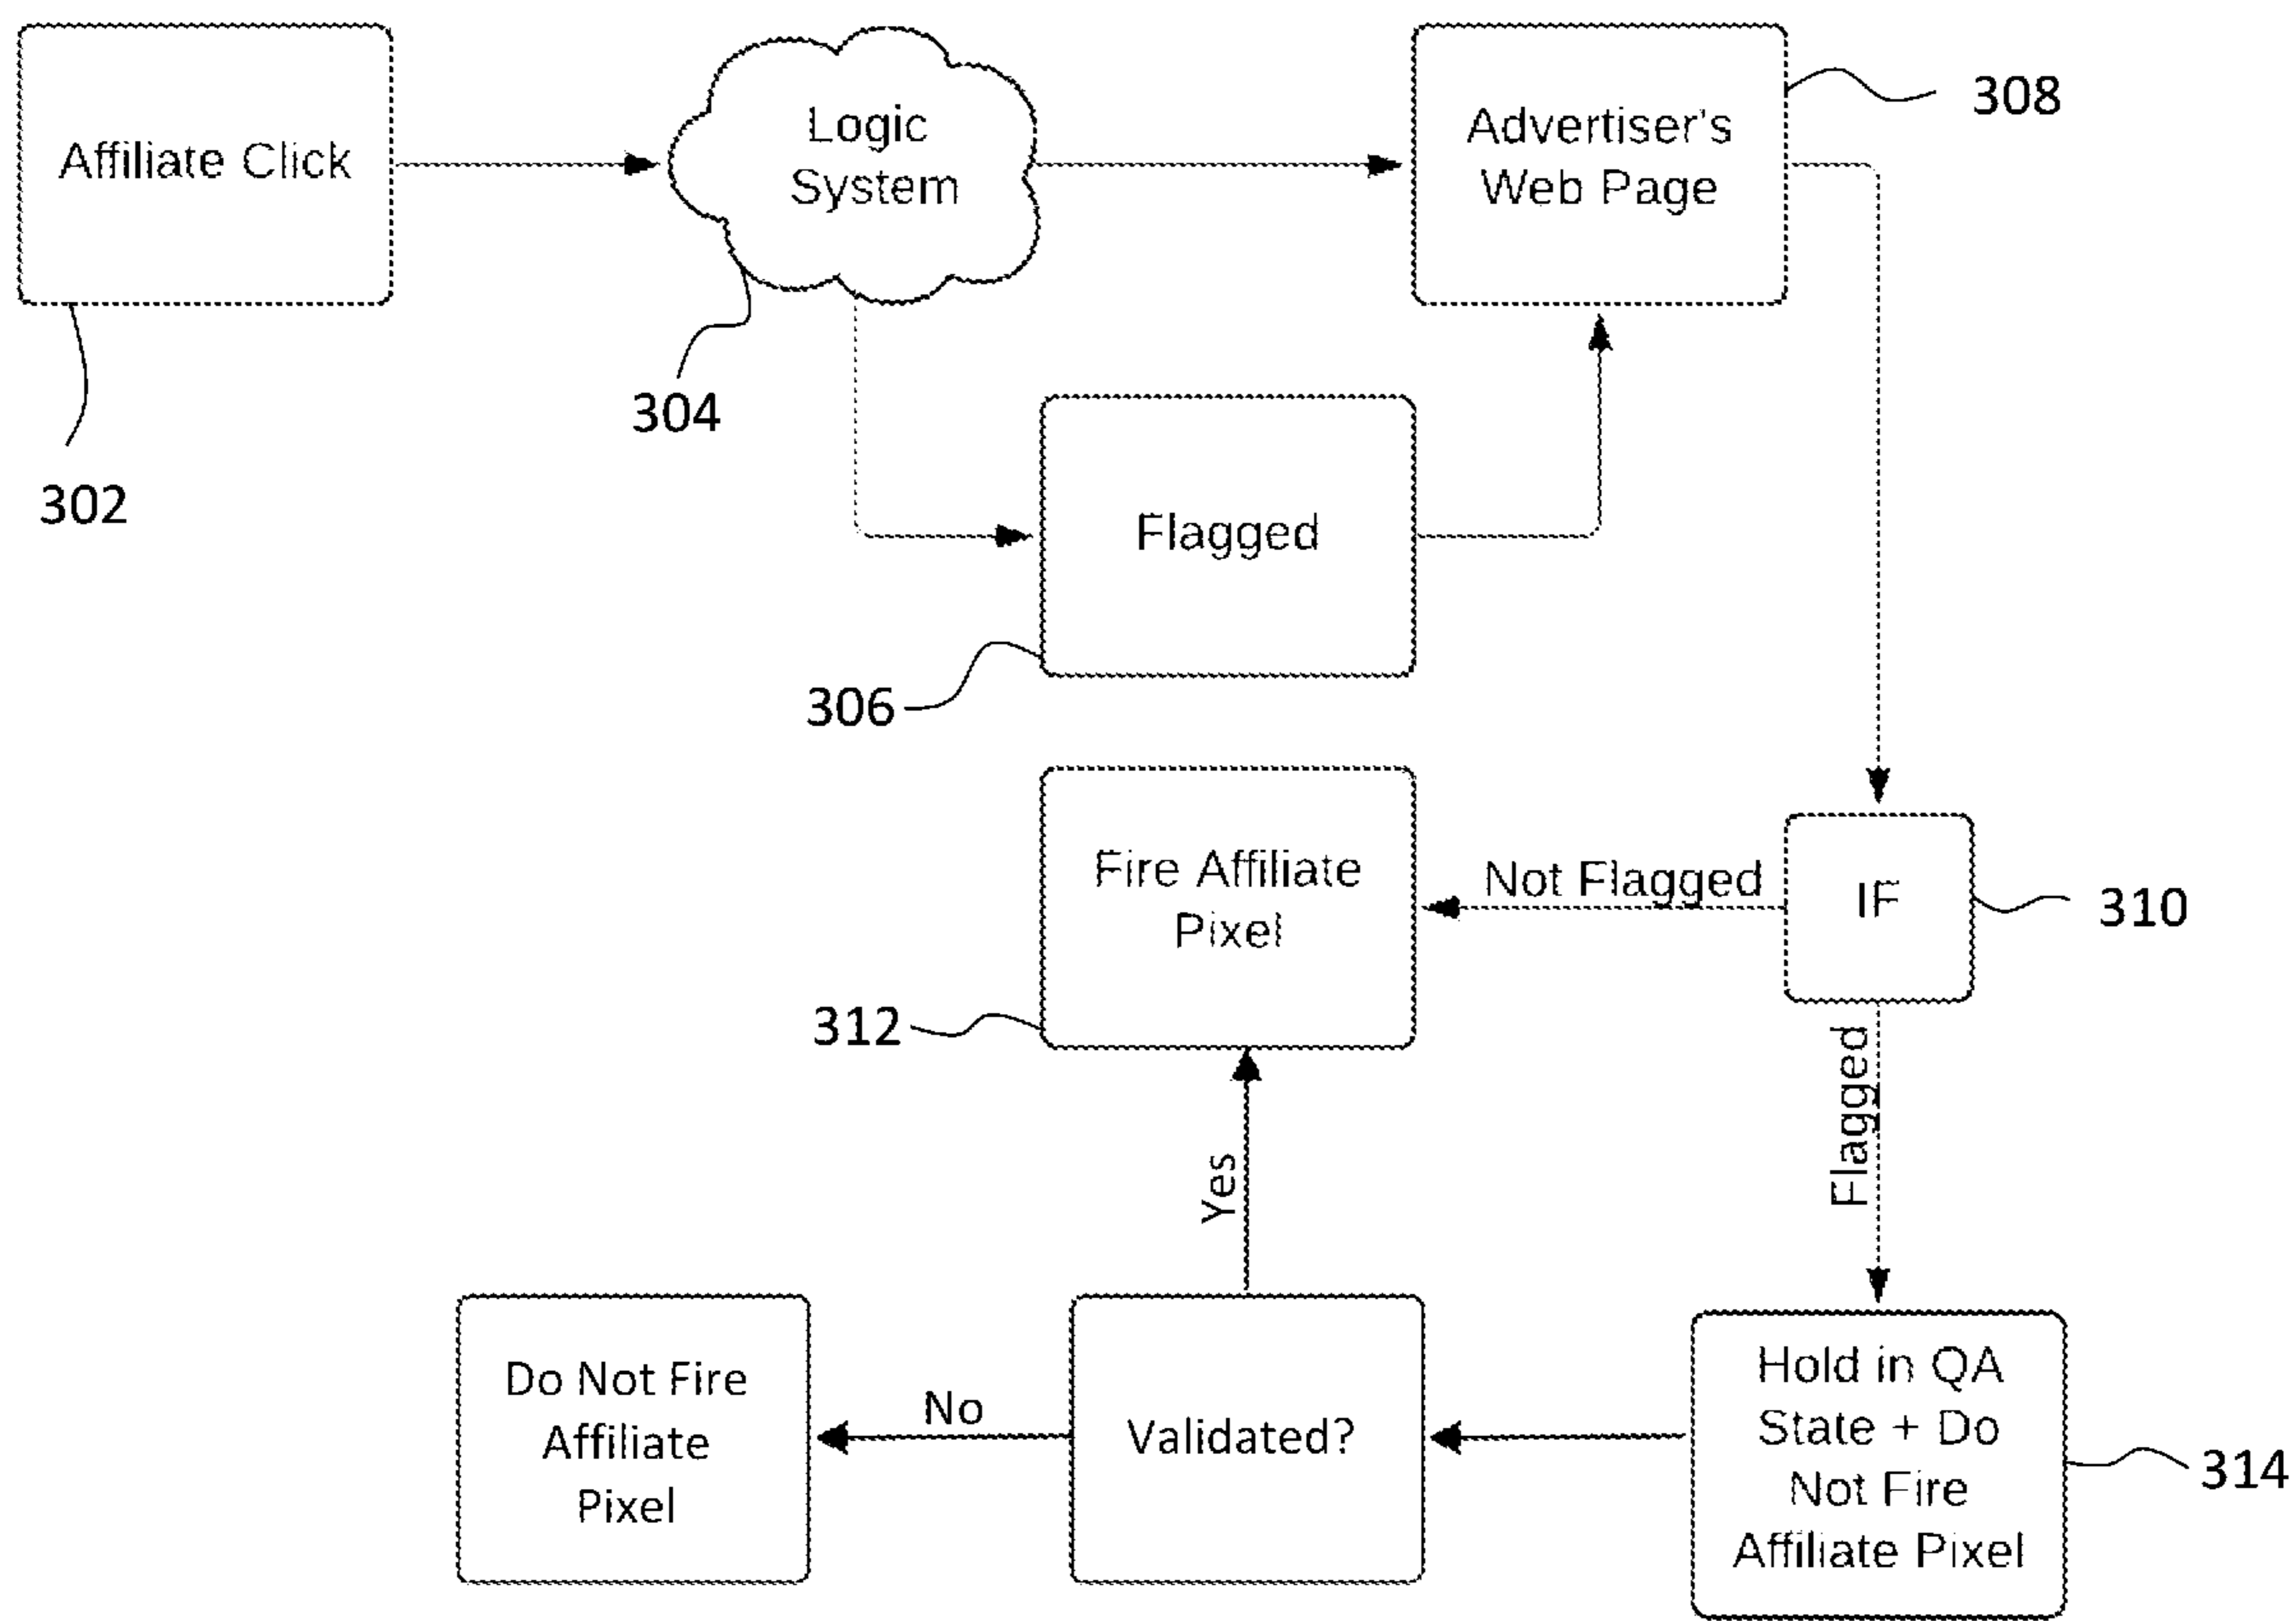 Affiliate Click
302
Logic
System
304
Advertiser's
Web Page
308
Flagged
306
Fire Affiliate
Pixel
312
Not Flagged
IF
310
Flagged
Yes
Do Not Fire
Affiliate
Pixel
No
Validated?
Hold in QA
State + Do
Not Fire
Affiliate Pixel
314